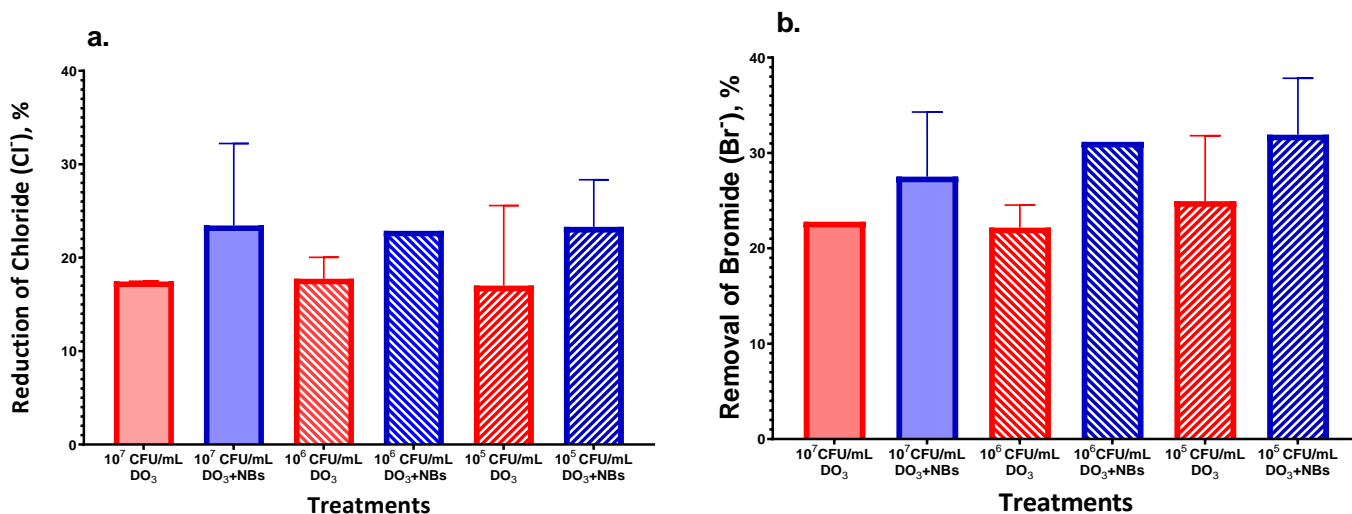 a.
Reduction of Chloride (Cl⁻), %
40
30
20
10
0
10⁷ CFU/mL
DO₃
10⁷ CFU/mL
DO₃+NBs
10⁶ CFU/mL
DO₃
10⁶ CFU/mL
DO₃+NBs
10⁵ CFU/mL
DO₃
10⁵ CFU/mL
DO₃+NBs
Treatments
b.
Removal of Bromide (Br⁻), %
40
30
20
10
0
10⁷CFU/mL
DO₃
10⁷CFU/mL
DO₃+NBs
10⁶ CFU/mL
DO₃
10⁶CFU/mL
DO₃+NBs
10⁵ CFU/mL
DO₃
10⁵ CFU/mL
DO₃+NBs
Treatments